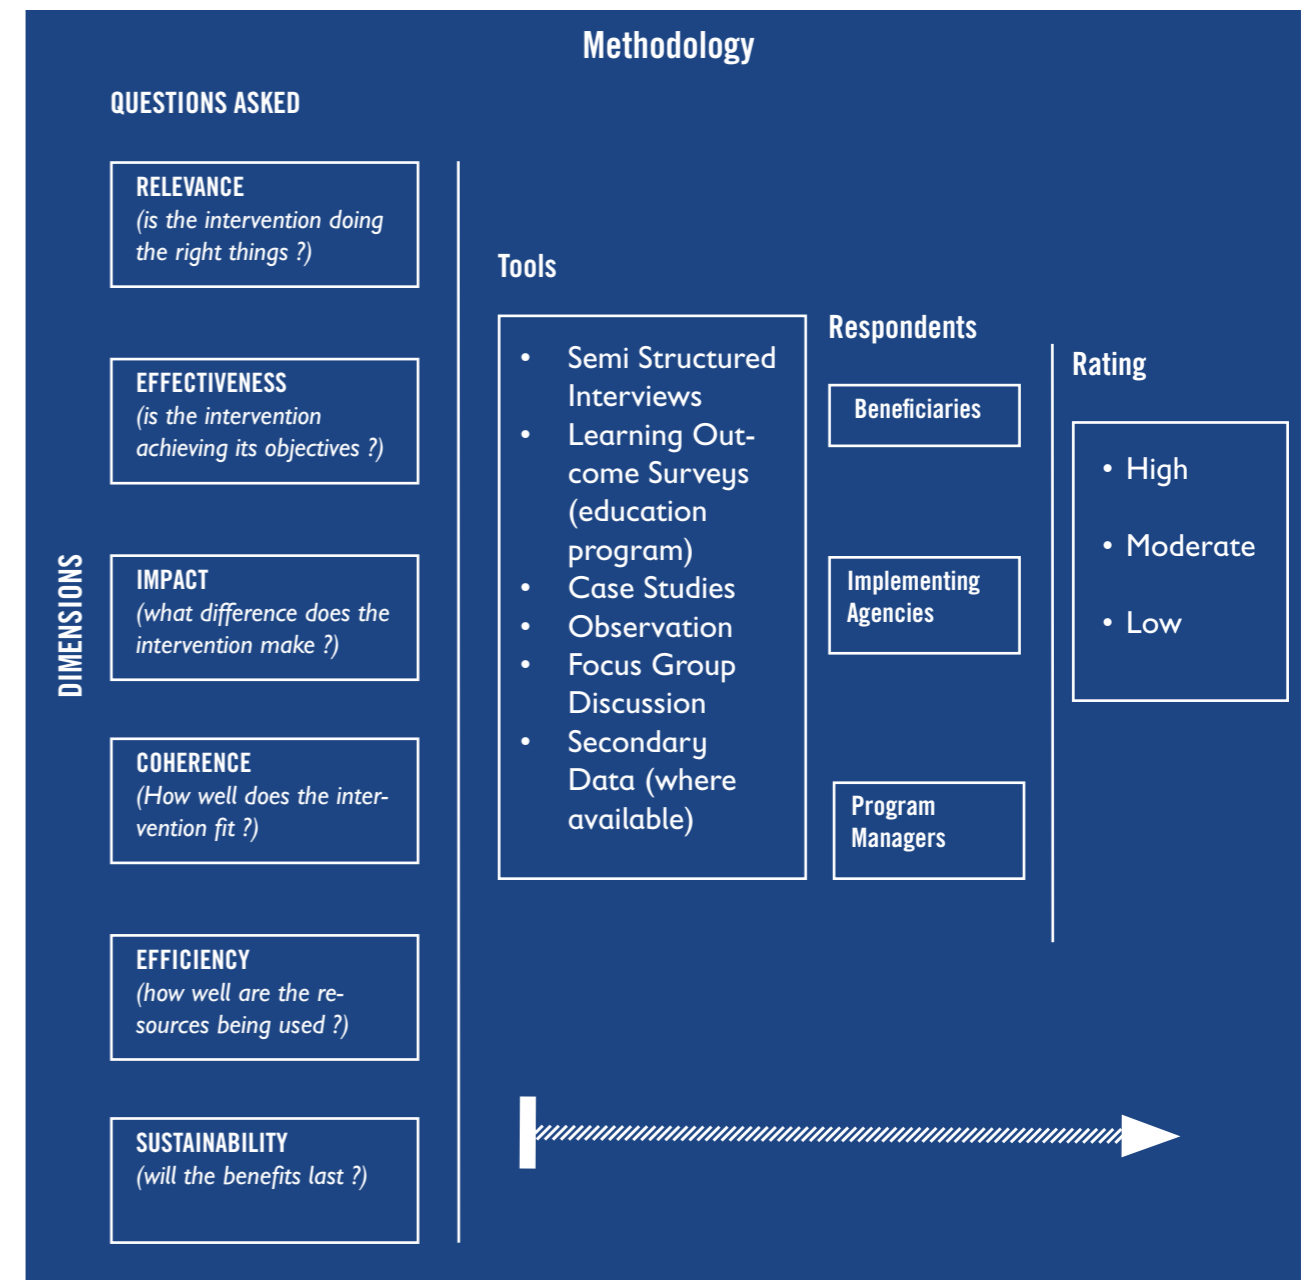 Methodology
QUESTIONS ASKED
DIMENSIONS
RELEVANCE
(is the intervention doing
the right things ?)
EFFECTIVENESS
(is the intervention
achieving its objectives ?)
IMPACT
(what difference does the
intervention make ?)
COHERENCE
(How well does the inter-
vention fit ?)
EFFICIENCY
(how well are the re-
sources being used ?)
SUSTAINABILITY
(will the benefits last ?)
Tools
• Semi Structured
Interviews
• Learning Out-
come Surveys
(education
program)
• Case Studies
• Observation
• Focus Group
Discussion
• Secondary
Data (where
available)
Respondents
Beneficiaries
Implementing
Agencies
Program
Managers
Rating
• High
• Moderate
• Low